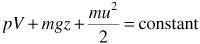 pV + mgz + mu²/2 = constant